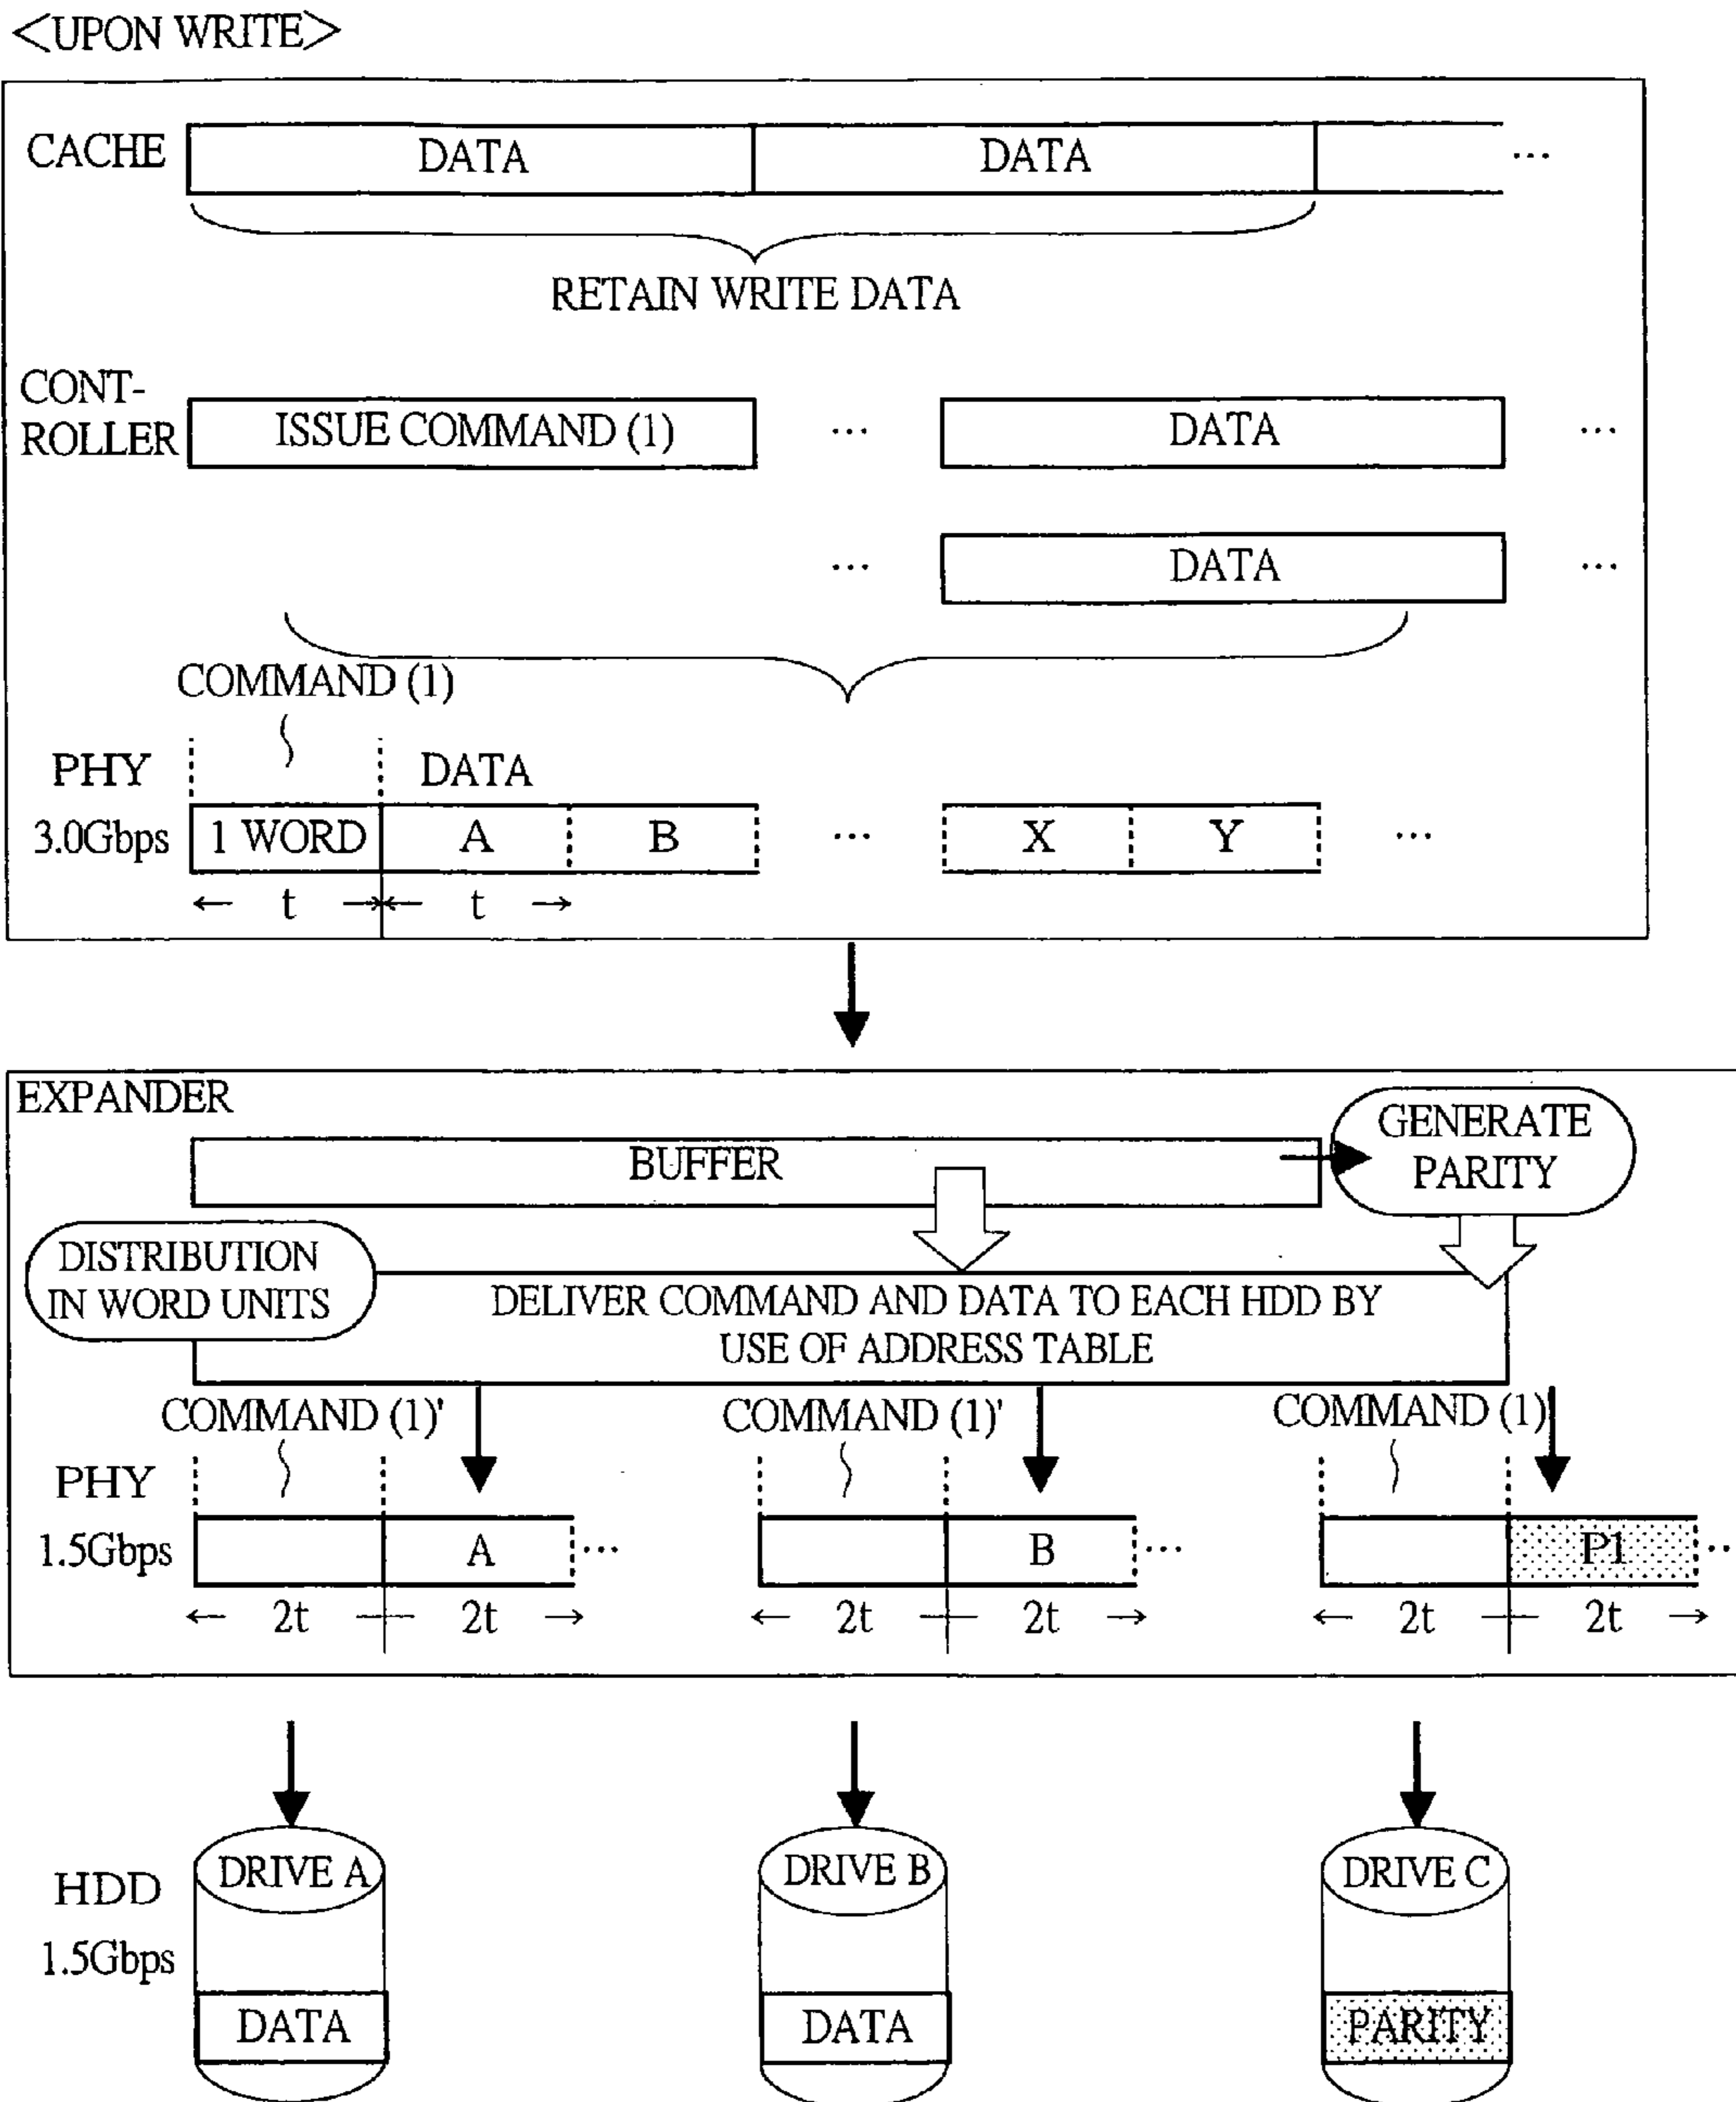 <UPON WRITE>
CACHE DATA DATA ...
RETAIN WRITE DATA
CONT-
ROLLER ISSUE COMMAND (1) ... DATA ...
... DATA ...
COMMAND (1)
PHY DATA
3.0Gbps 1 WORD A B ... X Y ...
← t →← t →
EXPANDER
BUFFER
GENERATE
PARITY
DISTRIBUTION
IN WORD UNITS
DELIVER COMMAND AND DATA TO EACH HDD BY
USE OF ADDRESS TABLE
COMMAND (1)' COMMAND (1)' COMMAND (1)
PHY
1.5Gbps A ... B ... P1 ..
← 2t → ← 2t → ← 2t → ← 2t → ← 2t → ← 2t →
HDD DRIVE A DRIVE B DRIVE C
1.5Gbps
DATA DATA PARITY